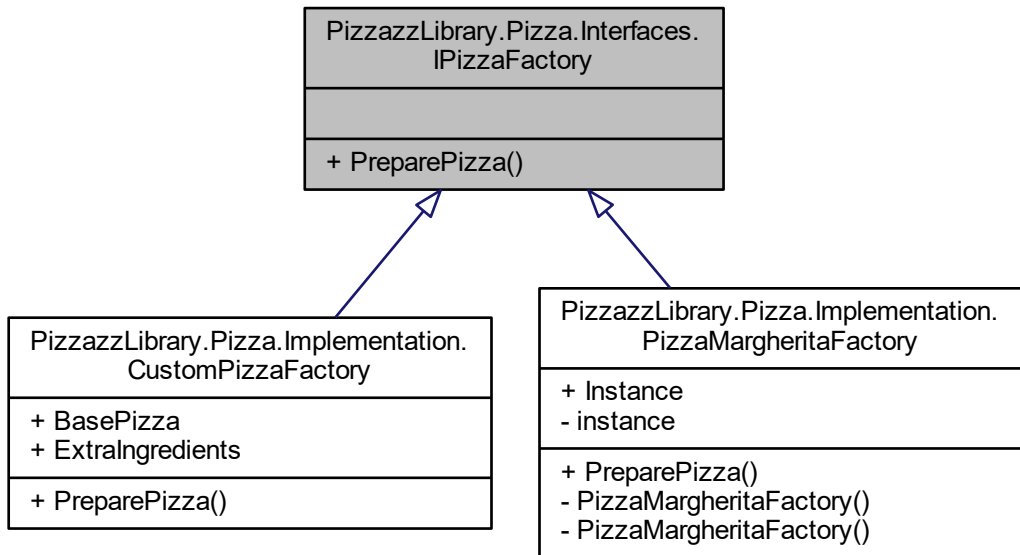 PizzazzLibrary.Pizza.Interfaces.
IPizzaFactory
+ PreparePizza()
PizzazzLibrary.Pizza.Implementation.
CustomPizzaFactory
+ BasePizza
+ ExtraIngredients
+ PreparePizza()
PizzazzLibrary.Pizza.Implementation.
PizzaMargheritaFactory
+ Instance
- instance
+ PreparePizza()
- PizzaMargheritaFactory()
- PizzaMargheritaFactory()